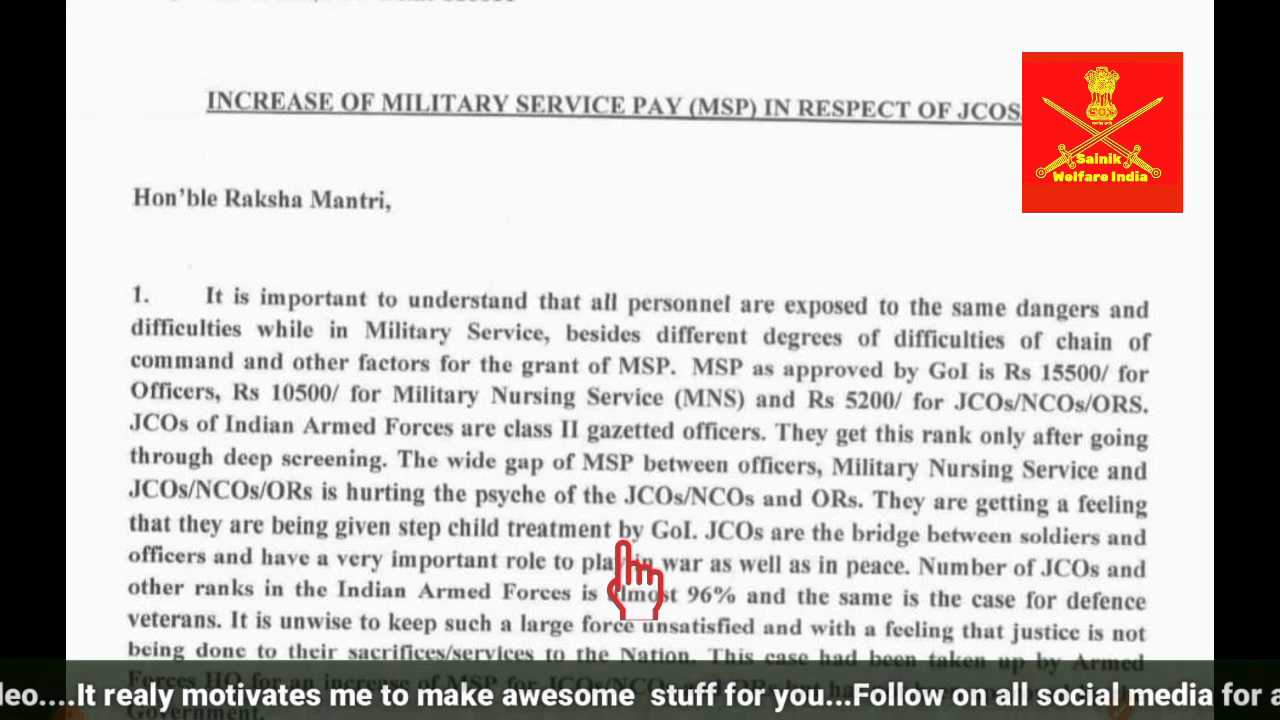 INCREASE OF MILITARY SERVICE PAY (MSP) IN RESPECT OF JCOS
Sainik
Welfare India
Hon'ble Raksha Mantri,
1. It is important to understand that all personnel are exposed to the same dangers and
difficulties while in Military Service, besides different degrees of difficulties of chain of
command and other factors for the grant of MSP. MSP as approved by GoI is Rs 15500/ for
Officers, Rs 10500/ for Military Nursing Service (MNS) and Rs 5200/ for JCOs/NCOs/ORS.
JCOs of Indian Armed Forces are class II gazetted officers. They get this rank only after going
through deep screening. The wide gap of MSP between officers, Military Nursing Service and
JCOs/NCOs/ORs is hurting the psyche of the JCOs/NCOs and ORs. They are getting a feeling
that they are being given step child treatment by GoI. JCOs are the bridge between soldiers and
officers and have a very important role to play in war as well as in peace. Number of JCOs and
other ranks in the Indian Armed Forces is almost 96% and the same is the case for defence
veterans. It is unwise to keep such a large force unsatisfied and with a feeling that justice is not
being done to their sacrifices/services to the Nation. This case had been taken up by Armed
Forces HQ for an increase of MSP for JCOs/NCOs
Government.
deo....It realy motivates me to make awesome stuff for you...Follow on all social media for a